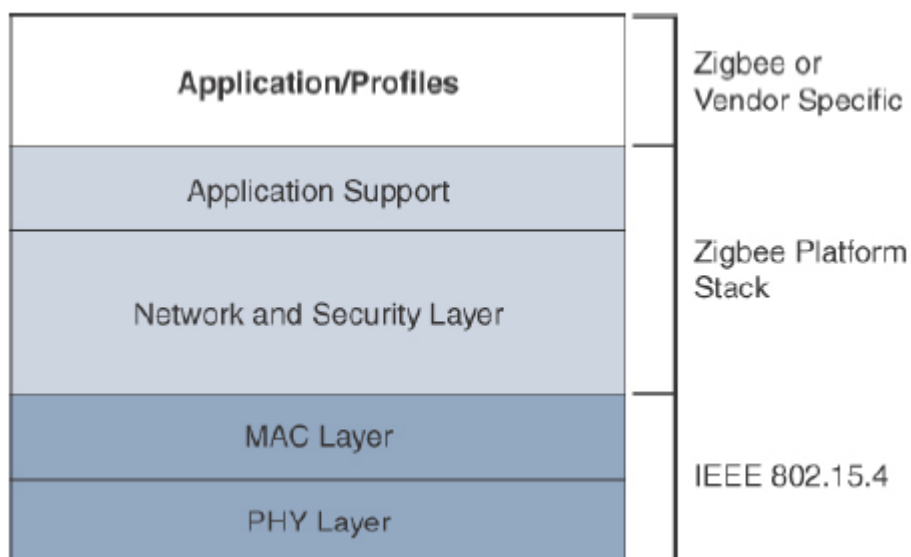 Application/Profiles
Zigbee or
Vendor Specific
Application Support
Network and Security Layer
Zigbee Platform
Stack
MAC Layer
PHY Layer
IEEE 802.15.4